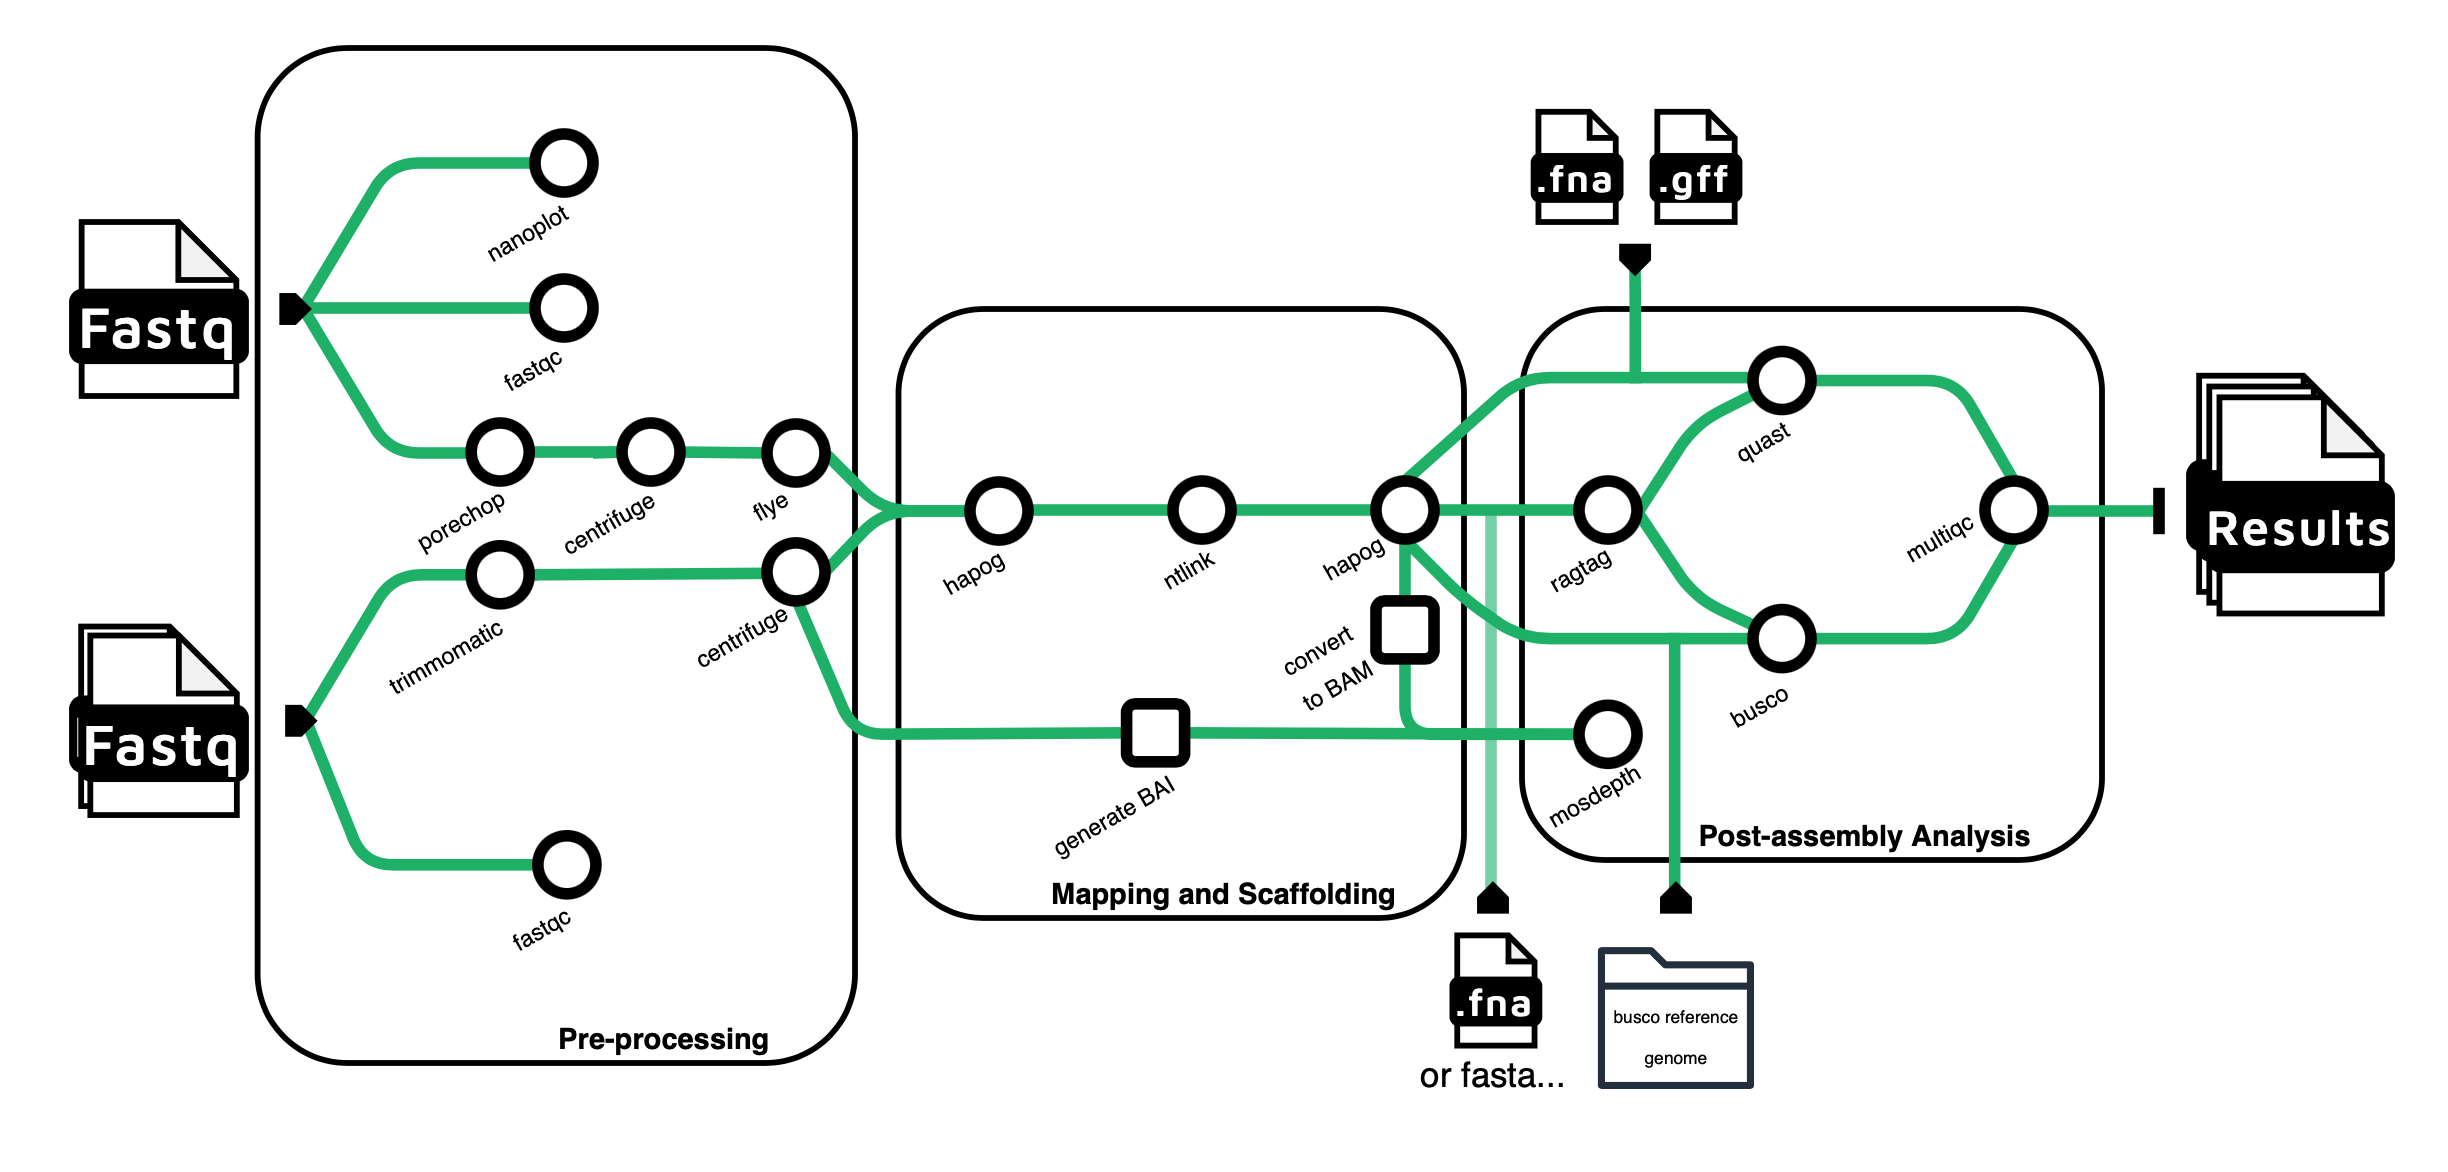 Fastq
nanoplot
fastqc
porechop
centrifuge
flye
Fastq
trimmomatic
centrifuge
fastqc
Pre-processing
hapog
ntlink
hapog
convert
to BAM
generate BAI
Mapping and Scaffolding
.fna
.gff
quast
ragtag
multiqc
busco
mosdepth
Post-assembly Analysis
.fna
or fasta...
busco reference
genome
Results